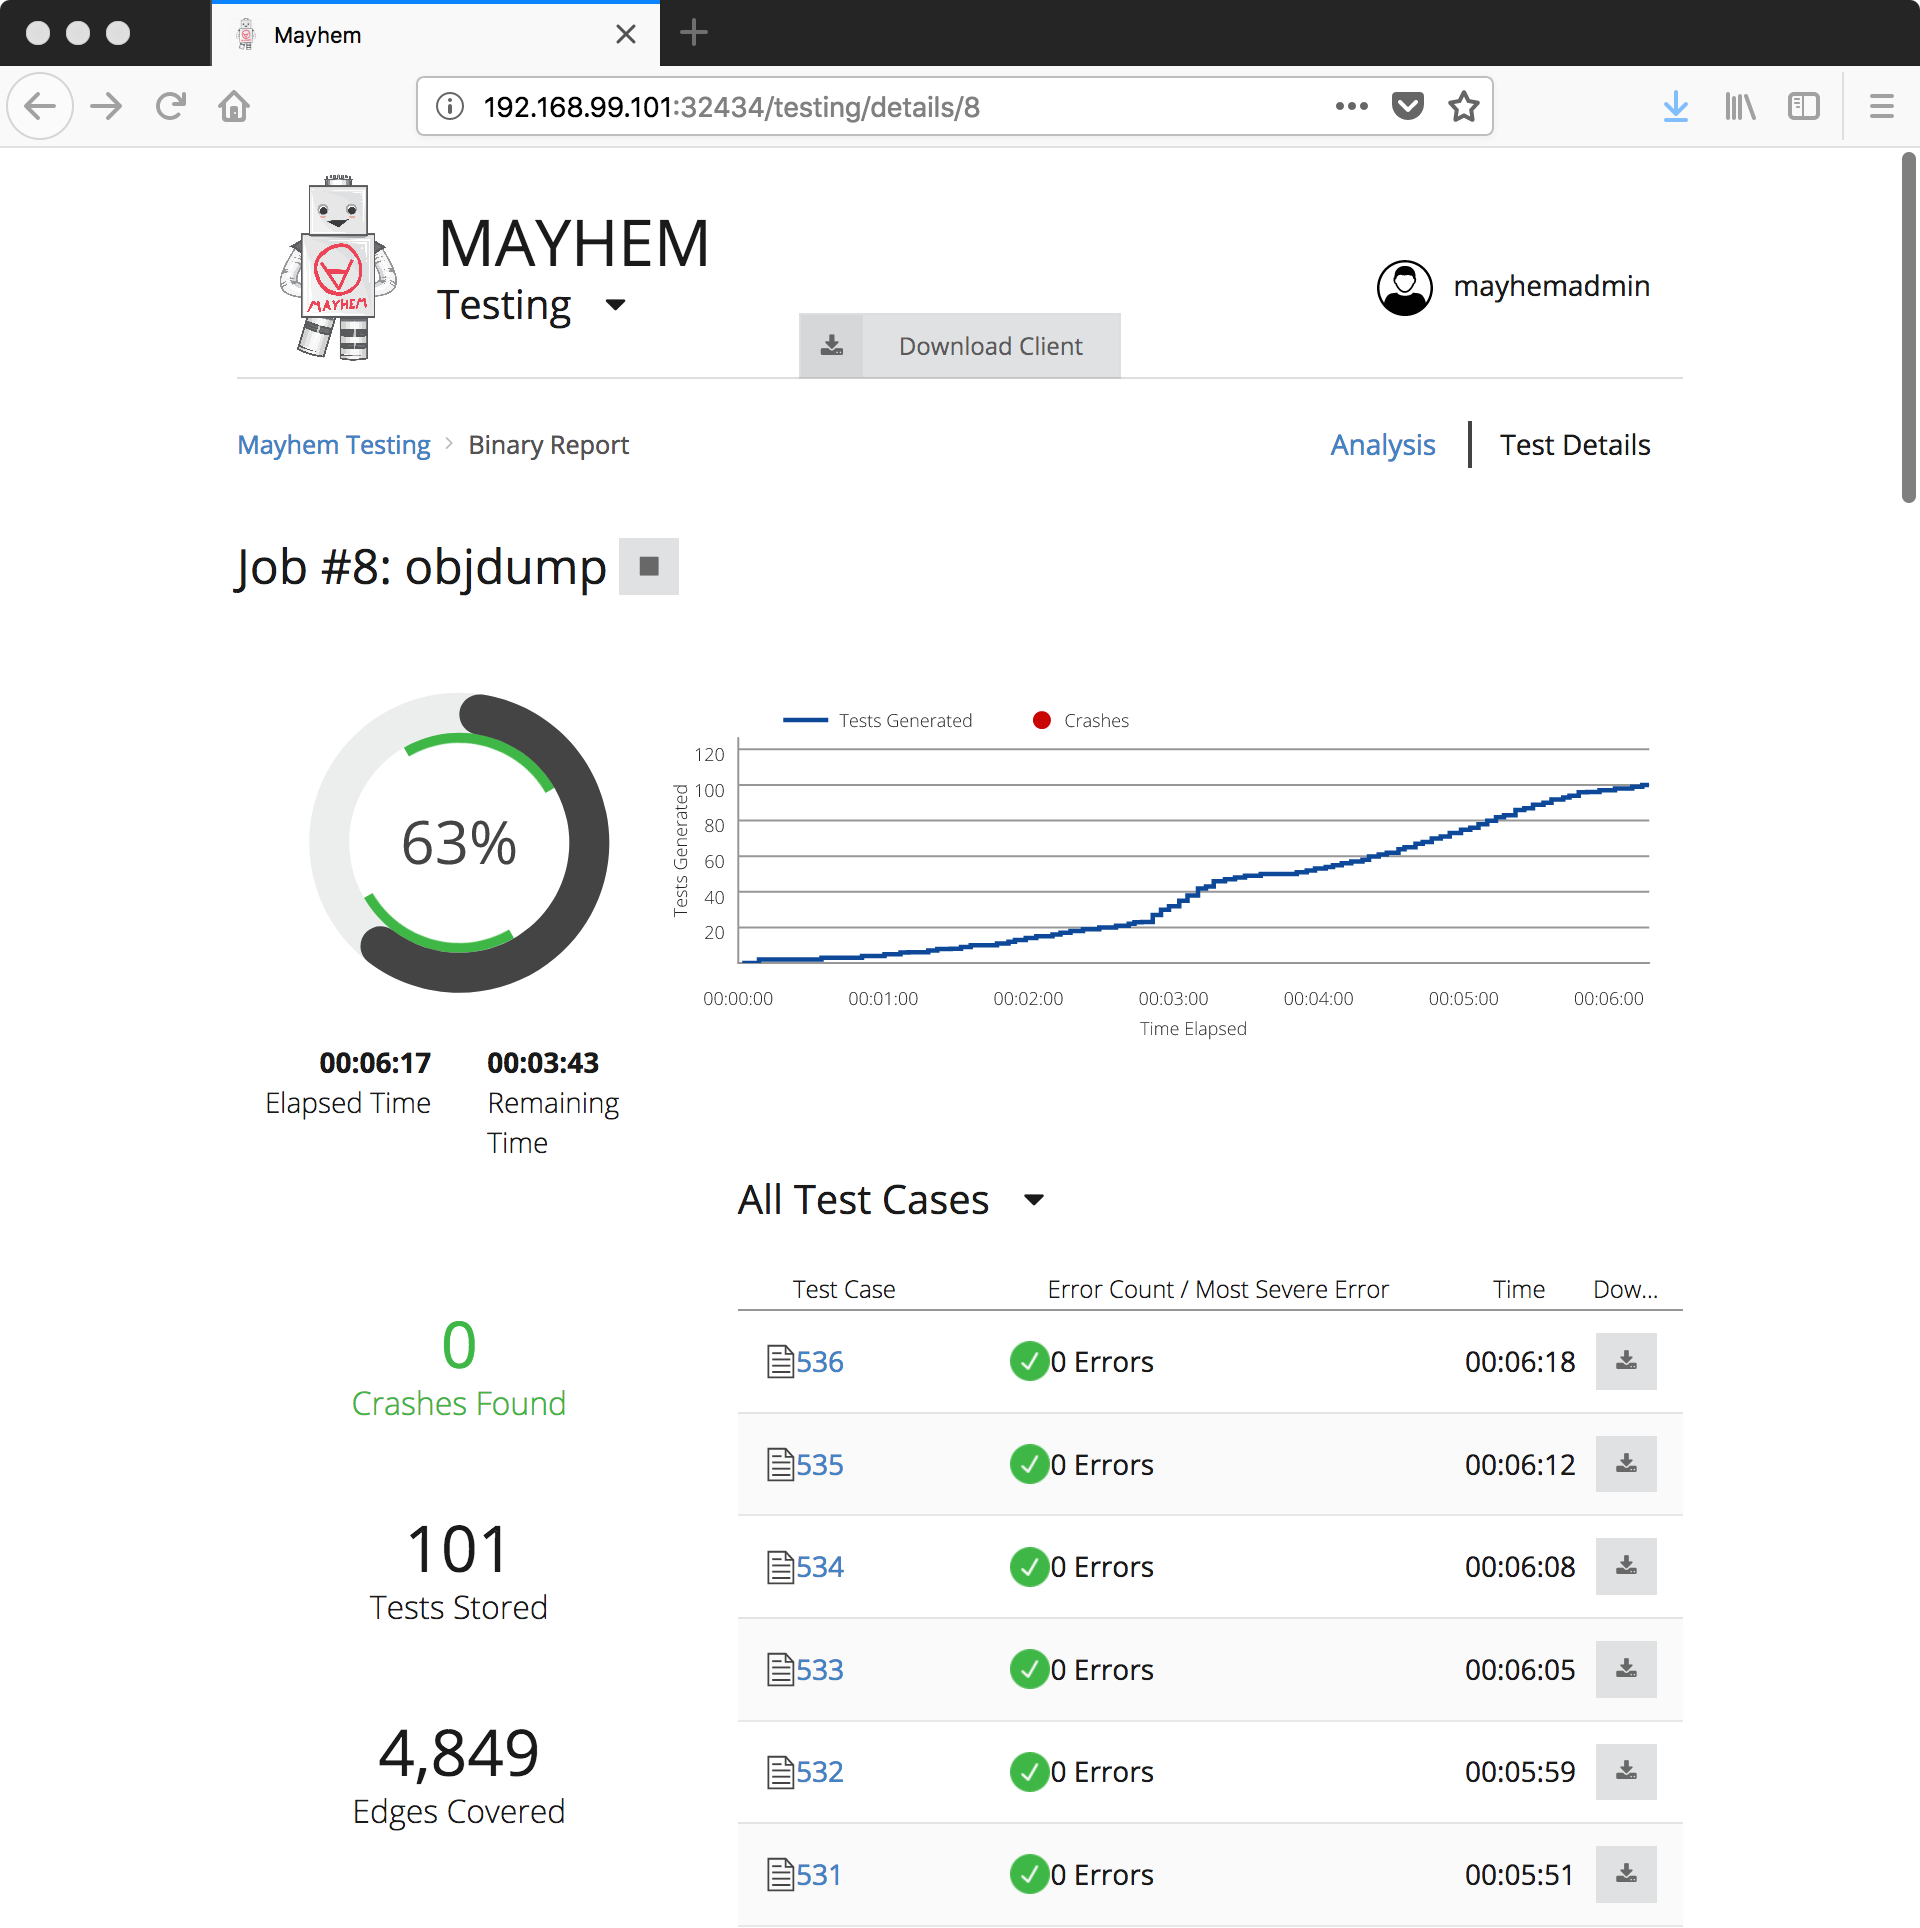 Mayhem
192.168.99.101:32434/testing/details/8
MAYHEM
MAYHEM
Testing
mayhemadmin
Download Client
Mayhem Testing > Binary Report
Analysis | Test Details
Job #8: objdump
63%
Tests Generated
Crashes
Tests Generated
120
100
80
60
40
20
00:00:00 00:01:00 00:02:00 00:03:00 00:04:00 00:05:00 00:06:00
Time Elapsed
00:06:17
Elapsed Time
00:03:43
Remaining
Time
0
Crashes Found
101
Tests Stored
4,849
Edges Covered
All Test Cases
Test Case Error Count / Most Severe Error Time Dow...
536 0 Errors 00:06:18
535 0 Errors 00:06:12
534 0 Errors 00:06:08
533 0 Errors 00:06:05
532 0 Errors 00:05:59
531 0 Errors 00:05:51